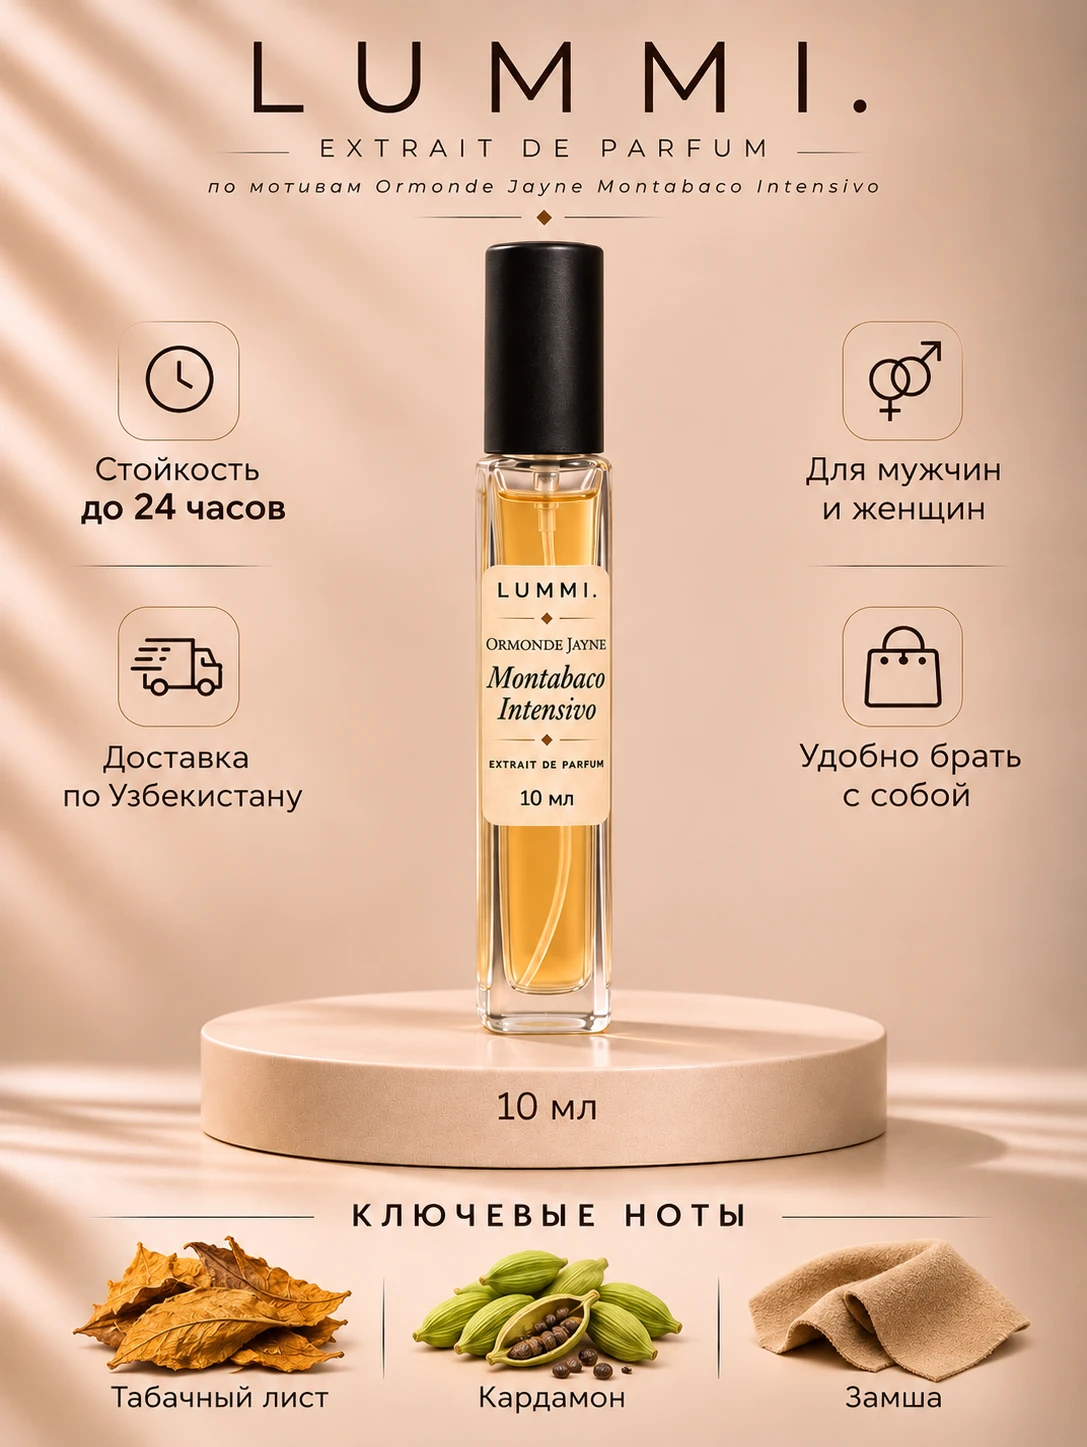 LUMMI.
EXTRAIT DE PARFUM
по мотивам Ormonde Jayne Montabaco Intensivo
Стойкость
до 24 часов
Для мужчин
и женщин
Доставка
по Узбекистану
Удобно брать
с собой
LUMMI.
ORMONDE JAYNE
Montabaco
Intensivo
EXTRAIT DE PARFUM
10 мл
10 мл
КЛЮЧЕВЫЕ НОТЫ
Табачный лист
Кардамон
Замша